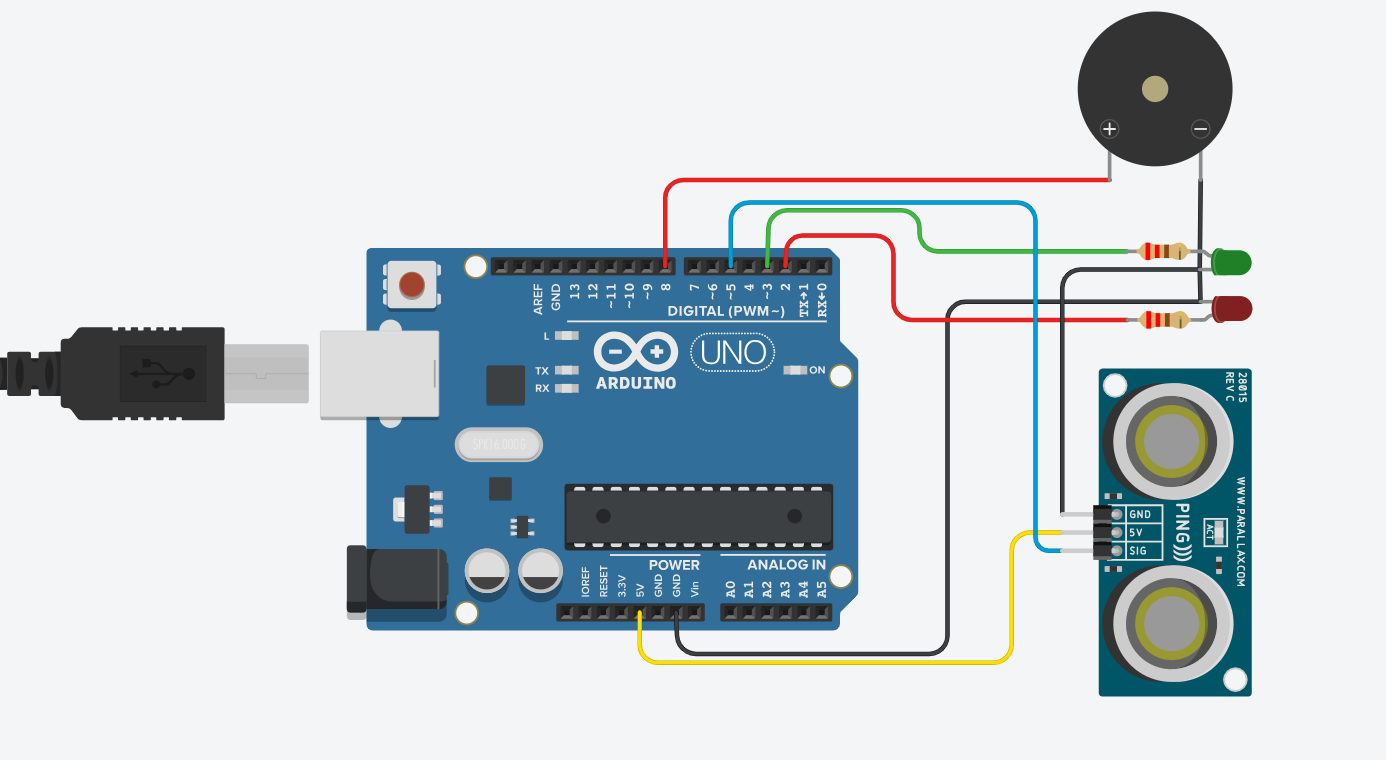 + −
AREF
GND
13
12
~11
~10
~9
8
7
~6
~5
4
~3
2
TX→1
RX←0
DIGITAL (PWM~)
L
TX
RX
UNO
ON
ARDUINO
SPK16.000G
POWER
ANALOG IN
IOREF
RESET
3.3V
5V
GND
GND
Vin
A0
A1
A2
A3
A4
A5
28015
REV C
WWW.PARALLAX.COM
PING)))
ACT
GND
5V
SIG